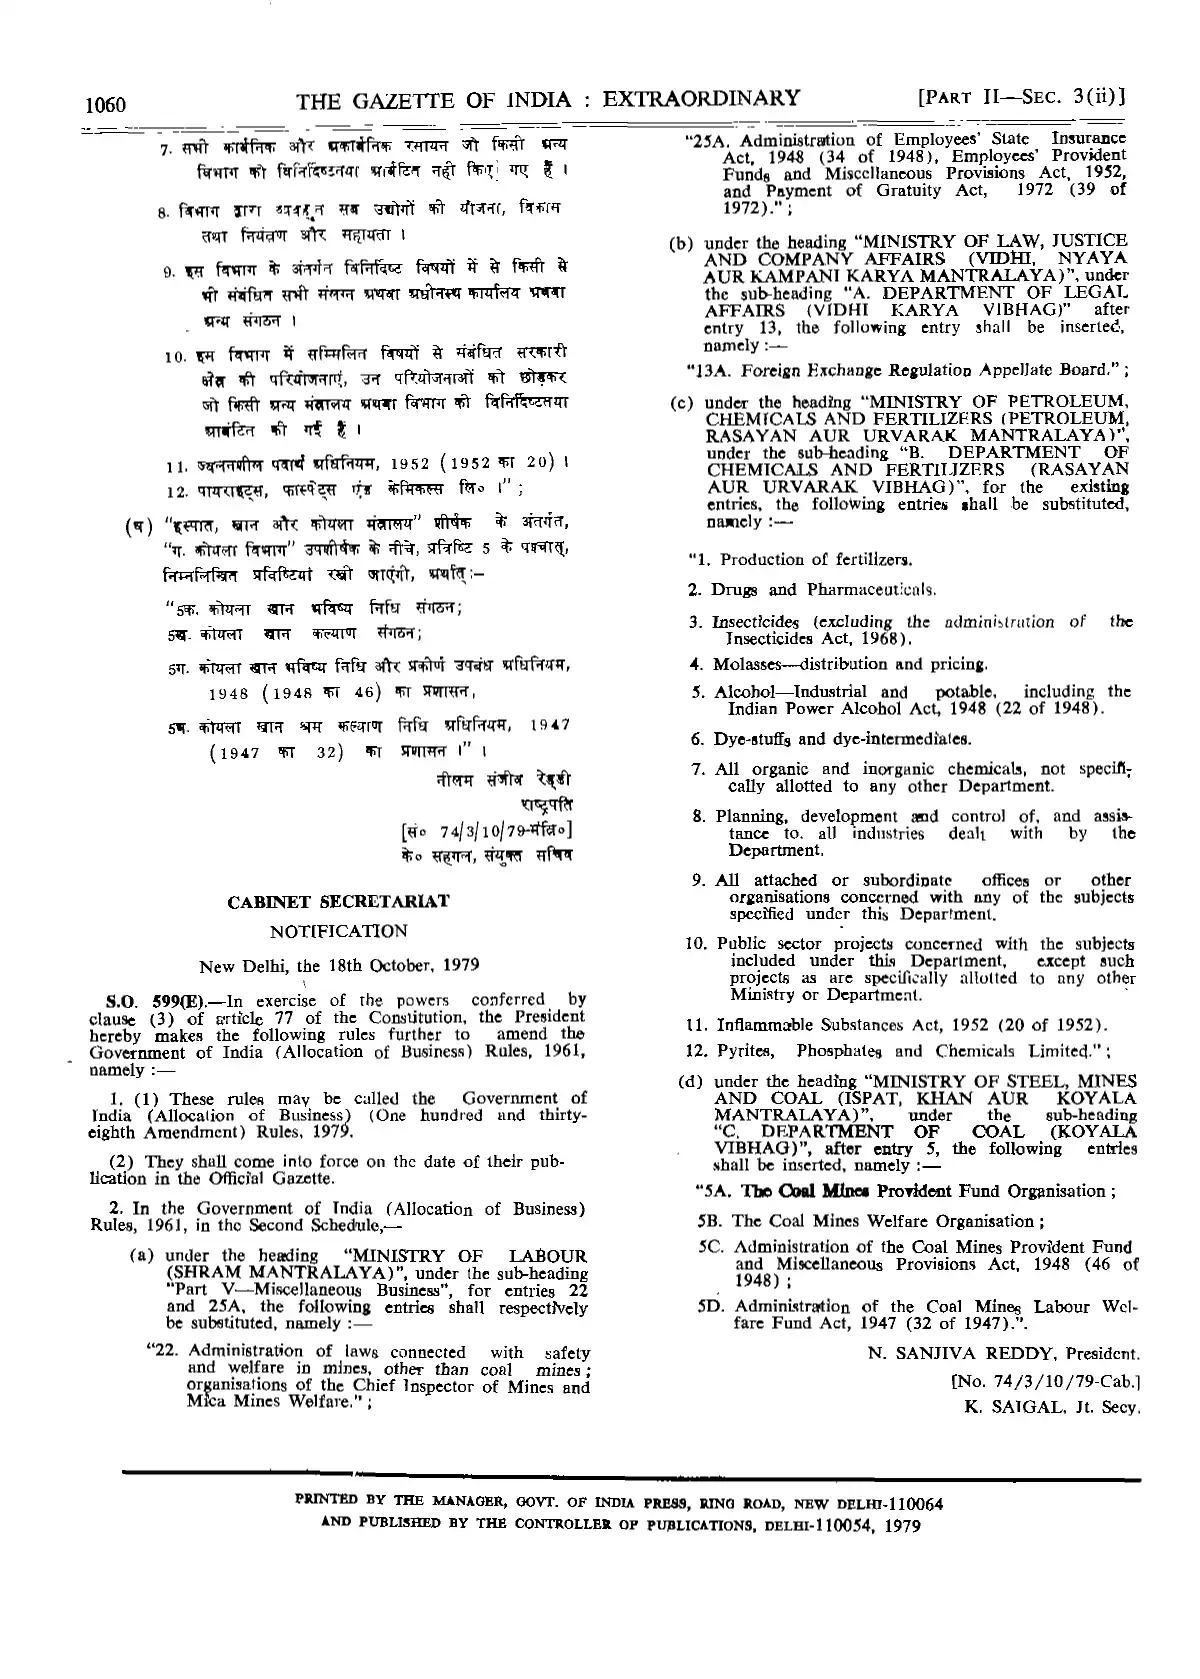 1060
THE GAZETTE OF INDIA : EXTRAORDINARY
[PART II—SEC. 3(ii)]
7. सभी कार्बनिक और अकार्बनिक रसायन जो किसी अन्य
विभाग को विनिर्दिष्टतया आबंटित नहीं किए गए हैं ।
8. विभाग द्वारा व्यवहृत सब उद्योगों की योजना, विकास
तथा नियंत्रण और सहायता ।
9. इस विभाग के अंतर्गत विनिर्दिष्ट विषयों में से किसी से
भी संबंधित सभी संलग्न अथवा अधीनस्थ कार्यालय अथवा
अन्य संगठन ।
10. इस विभाग में सम्मिलित विषयों से संबंधित सरकारी
क्षेत्र की परियोजनाएं, उन परियोजनाओं को छोड़कर
जो किसी अन्य मंत्रालय अथवा विभाग को विनिर्दिष्टतया
आबंटित की गई हैं ।
11. ज्वलनशील पदार्थ अधिनियम, 1952 (1952 का 20) ।
12. पायराइट्स, फास्फेट्स एंड केमिकल्स लि० ।" ;
(घ) "इस्पात, खान और कोयला मंत्रालय" शीर्षक के अंतर्गत,
"ग. कोयला विभाग" उपशीर्षक के नीचे, प्रविष्टि 5 के पश्चात्,
निम्नलिखित प्रविष्टियां रखी जाएंगी, अर्थात् :–
"5क. कोयला खान भविष्य निधि संगठन;
5ख. कोयला खान कल्याण संगठन;
5ग. कोयला खान भविष्य निधि और प्रकीर्ण उपबंध अधिनियम,
1948 (1948 का 46) का प्रशासन,
5घ. कोयला खान श्रम कल्याण निधि अधिनियम, 1947
(1947 का 32) का प्रशासन ।" ।
नीलम संजीव रेड्डी
राष्ट्रपति
[सं० 74/3/10/79-मंत्रि०]
के० सहगल, संयुक्त सचिव
CABINET SECRETARIAT
NOTIFICATION
New Delhi, the 18th October, 1979
S.O. 599(E).—In exercise of the powers conferred by
clause (3) of article 77 of the Constitution, the President
hereby makes the following rules further to amend the
Government of India (Allocation of Business) Rules, 1961,
namely :—
1. (1) These rules may be called the Government of
India (Allocation of Business) (One hundred and thirty-
eighth Amendment) Rules, 1979.
(2) They shall come into force on the date of their pub-
lication in the Official Gazette.
2. In the Government of India (Allocation of Business)
Rules, 1961, in the Second Schedule,—
(a) under the heading "MINISTRY OF LABOUR
(SHRAM MANTRALAYA)", under the sub-heading
"Part V—Miscellaneous Business", for entries 22
and 25A, the following entries shall respectively
be substituted, namely :—
"22. Administration of laws connected with safety
and welfare in mines, other than coal mines ;
organisations of the Chief Inspector of Mines and
Mica Mines Welfare." ;
"25A. Administration of Employees' State Insurance
Act, 1948 (34 of 1948), Employees' Provident
Funds and Miscellaneous Provisions Act, 1952,
and Payment of Gratuity Act, 1972 (39 of
1972)." ;
(b) under the heading "MINISTRY OF LAW, JUSTICE
AND COMPANY AFFAIRS (VIDHI, NYAYA
AUR KAMPANI KARYA MANTRALAYA)", under
the sub-heading "A. DEPARTMENT OF LEGAL
AFFAIRS (VIDHI KARYA VIBHAG)" after
entry 13, the following entry shall be inserted,
namely :—
"13A. Foreign Exchange Regulation Appellate Board." ;
(c) under the heading "MINISTRY OF PETROLEUM,
CHEMICALS AND FERTILIZERS (PETROLEUM,
RASAYAN AUR URVARAK MANTRALAYA)",
under the sub-heading "B. DEPARTMENT OF
CHEMICALS AND FERTILIZERS (RASAYAN
AUR URVARAK VIBHAG)", for the existing
entries, the following entries shall be substituted,
namely :—
"1. Production of fertilizers.
2. Drugs and Pharmaceuticals.
3. Insecticides (excluding the administration of the
Insecticides Act, 1968).
4. Molasses—distribution and pricing.
5. Alcohol—Industrial and potable, including the
Indian Power Alcohol Act, 1948 (22 of 1948).
6. Dye-stuffs and dye-intermediates.
7. All organic and inorganic chemicals, not specifi-
cally allotted to any other Department.
8. Planning, development and control of, and assis-
tance to, all industries dealt with by the
Department.
9. All attached or subordinate offices or other
organisations concerned with any of the subjects
specified under this Department.
10. Public sector projects concerned with the subjects
included under this Department, except such
projects as are specifically allotted to any other
Ministry or Department.
11. Inflammable Substances Act, 1952 (20 of 1952).
12. Pyrites, Phosphates and Chemicals Limited." ;
(d) under the heading "MINISTRY OF STEEL, MINES
AND COAL (ISPAT, KHAN AUR KOYALA
MANTRALAYA)", under the sub-heading
"C. DEPARTMENT OF COAL (KOYALA
VIBHAG)", after entry 5, the following entries
shall be inserted, namely :—
"5A. The Coal Mines Provident Fund Organisation ;
5B. The Coal Mines Welfare Organisation ;
5C. Administration of the Coal Mines Provident Fund
and Miscellaneous Provisions Act, 1948 (46 of
1948) ;
5D. Administration of the Coal Mines Labour Wel-
fare Fund Act, 1947 (32 of 1947).".
N. SANJIVA REDDY, President.
[No. 74/3/10/79-Cab.]
K. SAIGAL, Jt. Secy.
PRINTED BY THE MANAGER, GOVT. OF INDIA PRESS, RING ROAD, NEW DELHI-110064
AND PUBLISHED BY THE CONTROLLER OF PUBLICATIONS, DELHI-110054, 1979